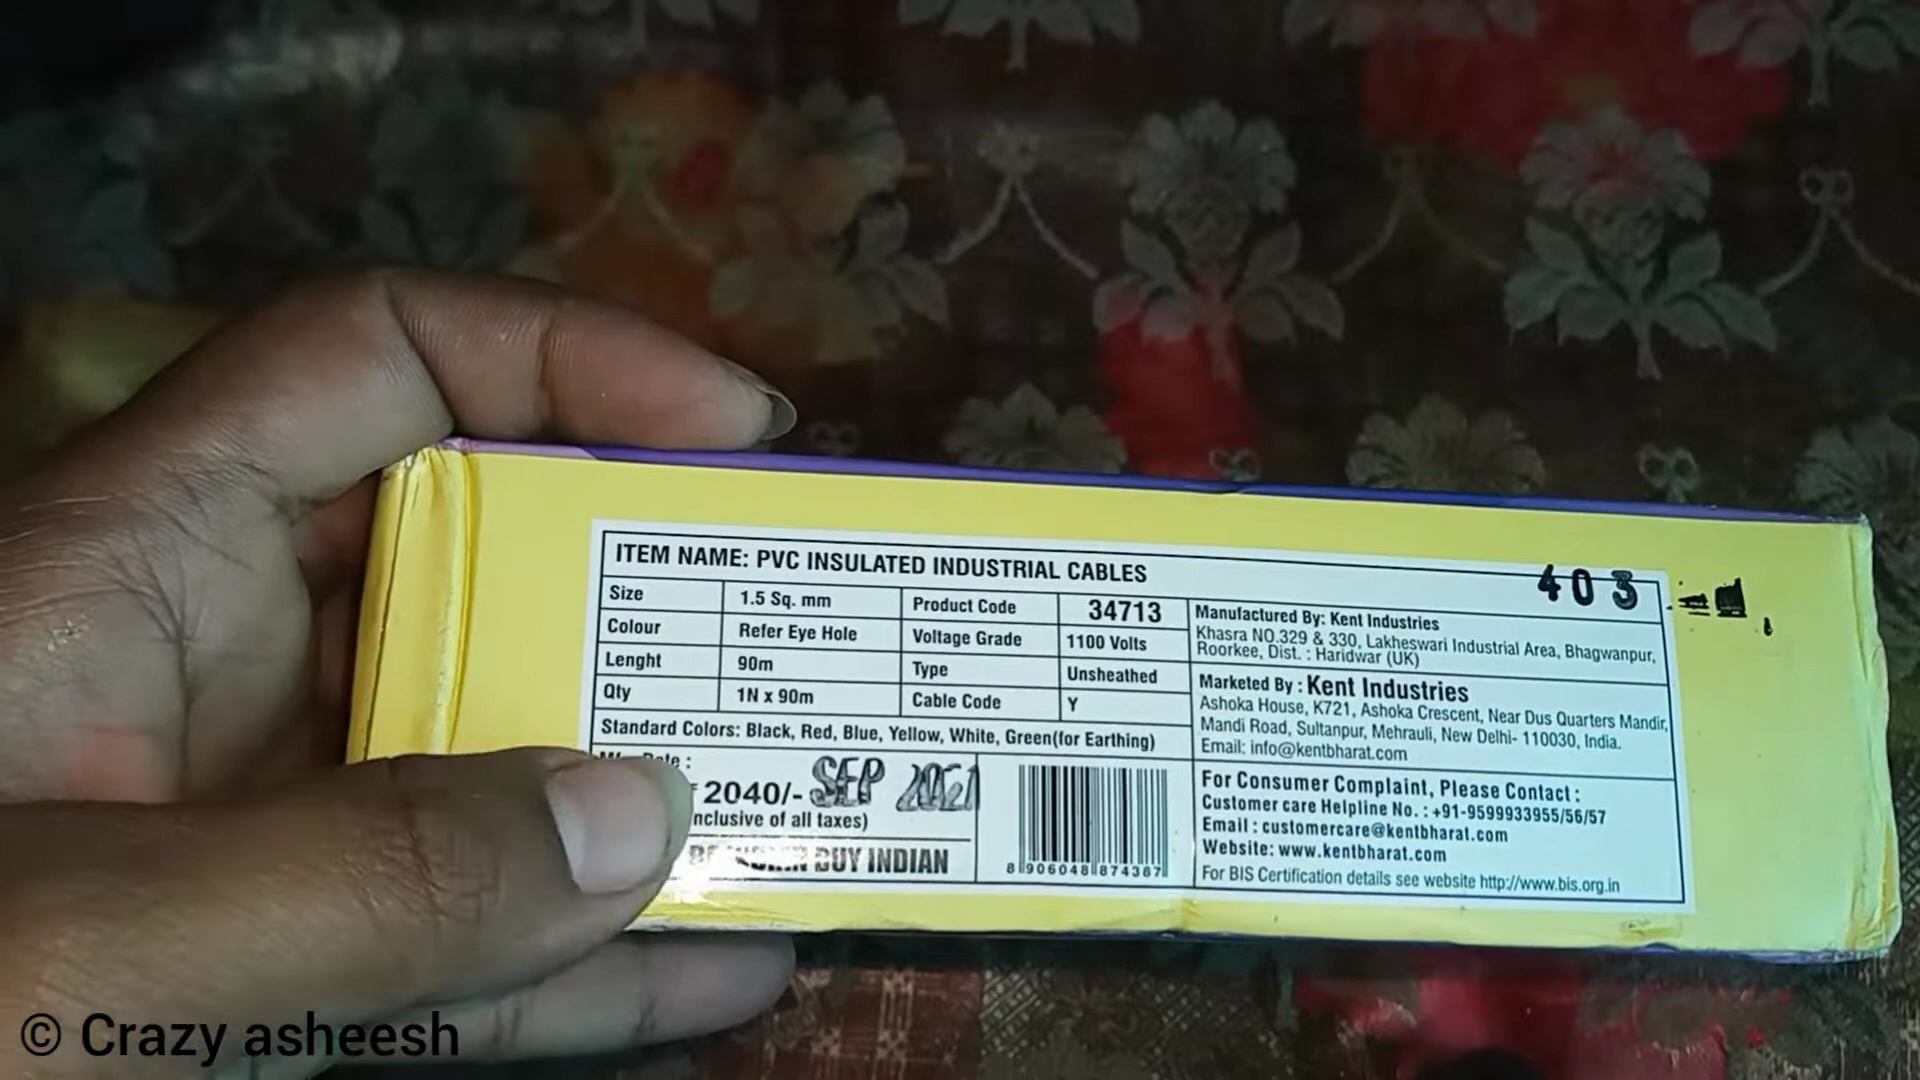 ITEM NAME: PVC INSULATED INDUSTRIAL CABLES
403
Size 1.5 Sq. mm Product Code 34713
Colour Refer Eye Hole Voltage Grade 1100 Volts
Lenght 90m Type Unsheathed
Qty 1N x 90m Cable Code Y
Standard Colors: Black, Red, Blue, Yellow, White, Green(for Earthing)
2040/- SEP 2021
nclusive of all taxes)
BUY INDIAN
8 906048 874387
Manufactured By: Kent Industries
Khasra NO.329 & 330, Lakheswari Industrial Area, Bhagwanpur,
Roorkee, Dist. : Haridwar (UK)
Marketed By : Kent Industries
Ashoka House, K721, Ashoka Crescent, Near Dus Quarters Mandir,
Mandi Road, Sultanpur, Mehrauli, New Delhi- 110030, India.
Email: info@kentbharat.com
For Consumer Complaint, Please Contact :
Customer care Helpline No. : +91-9599933955/56/57
Email : customercare@kentbharat.com
Website: www.kentbharat.com
For BIS Certification details see website http://www.bis.org.in
© Crazy asheesh